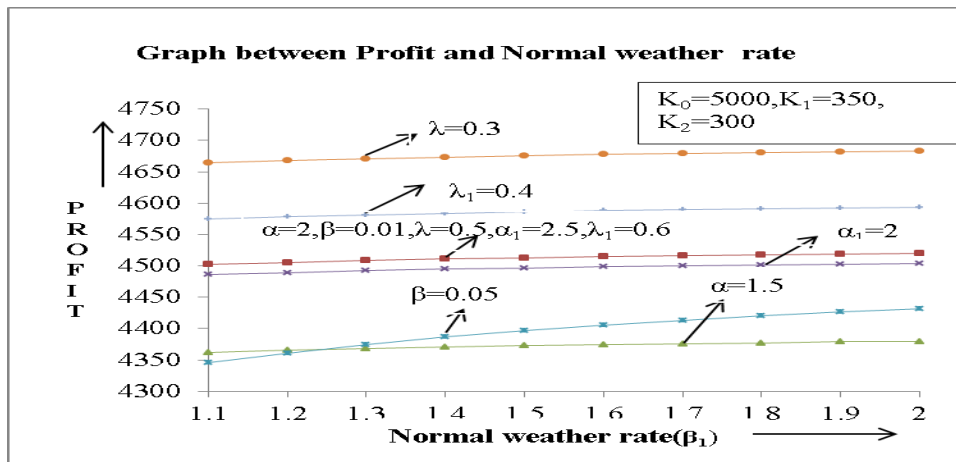 Graph between Profit and Normal weather rate
K₀=5000,K₁=350,
K₂=300
4750
4700
4650
4600
4550
4500
4450
4400
4350
4300
PROFIT
λ=0.3
λ₁=0.4
α=2,β=0.01,λ=0.5,α₁=2.5,λ₁=0.6
α₁=2
β=0.05
α=1.5
1.1 1.2 1.3 1.4 1.5 1.6 1.7 1.8 1.9 2
Normal weather rate(β₁)